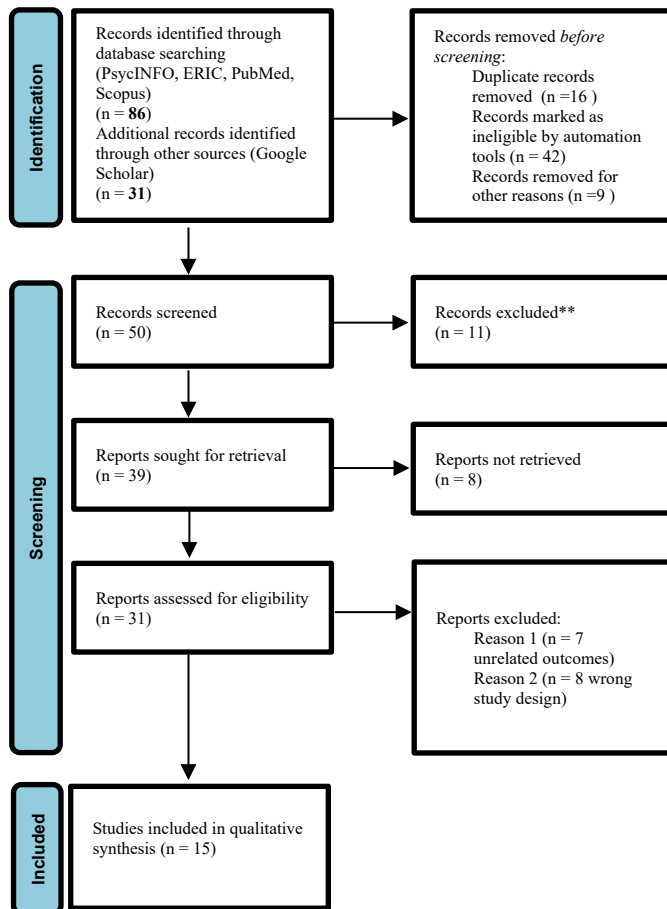 Identification
Records identified through
database searching
(PsycINFO, ERIC, PubMed,
Scopus)
(n = 86)
Additional records identified
through other sources (Google
Scholar)
(n = 31)
Records removed before
screening:
Duplicate records
removed (n =16 )
Records marked as
ineligible by automation
tools (n = 42)
Records removed for
other reasons (n =9 )
Screening
Records screened
(n = 50)
Records excluded**
(n = 11)
Reports sought for retrieval
(n = 39)
Reports not retrieved
(n = 8)
Reports assessed for eligibility
(n = 31)
Reports excluded:
Reason 1 (n = 7
unrelated outcomes)
Reason 2 (n = 8 wrong
study design)
Included
Studies included in qualitative
synthesis (n = 15)